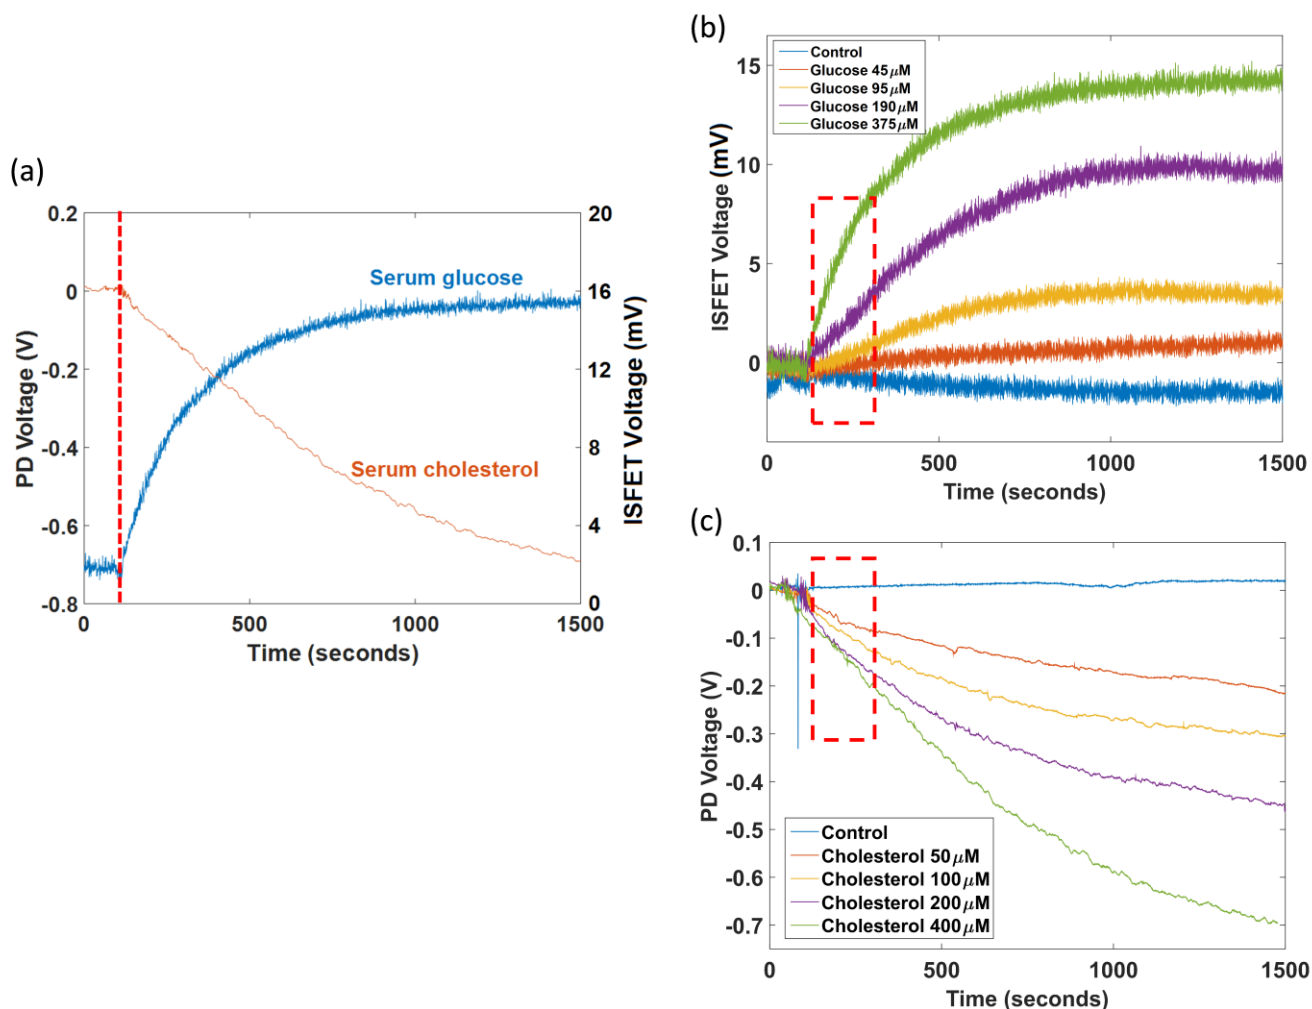 (a)
0.2
0
-0.2
-0.4
-0.6
-0.8
PD Voltage (V)
20
16
12
8
4
0
ISFET Voltage (mV)
Serum glucose
Serum cholesterol
0 500 1000 1500
Time (seconds)
(b)
Control
Glucose 45μM
Glucose 95μM
Glucose 190μM
Glucose 375μM
15
10
5
0
ISFET Voltage (mV)
0 500 1000 1500
Time (seconds)
(c)
0.1
0
-0.1
-0.2
-0.3
-0.4
-0.5
-0.6
-0.7
PD Voltage (V)
Control
Cholesterol 50μM
Cholesterol 100μM
Cholesterol 200μM
Cholesterol 400μM
0 500 1000 1500
Time (seconds)